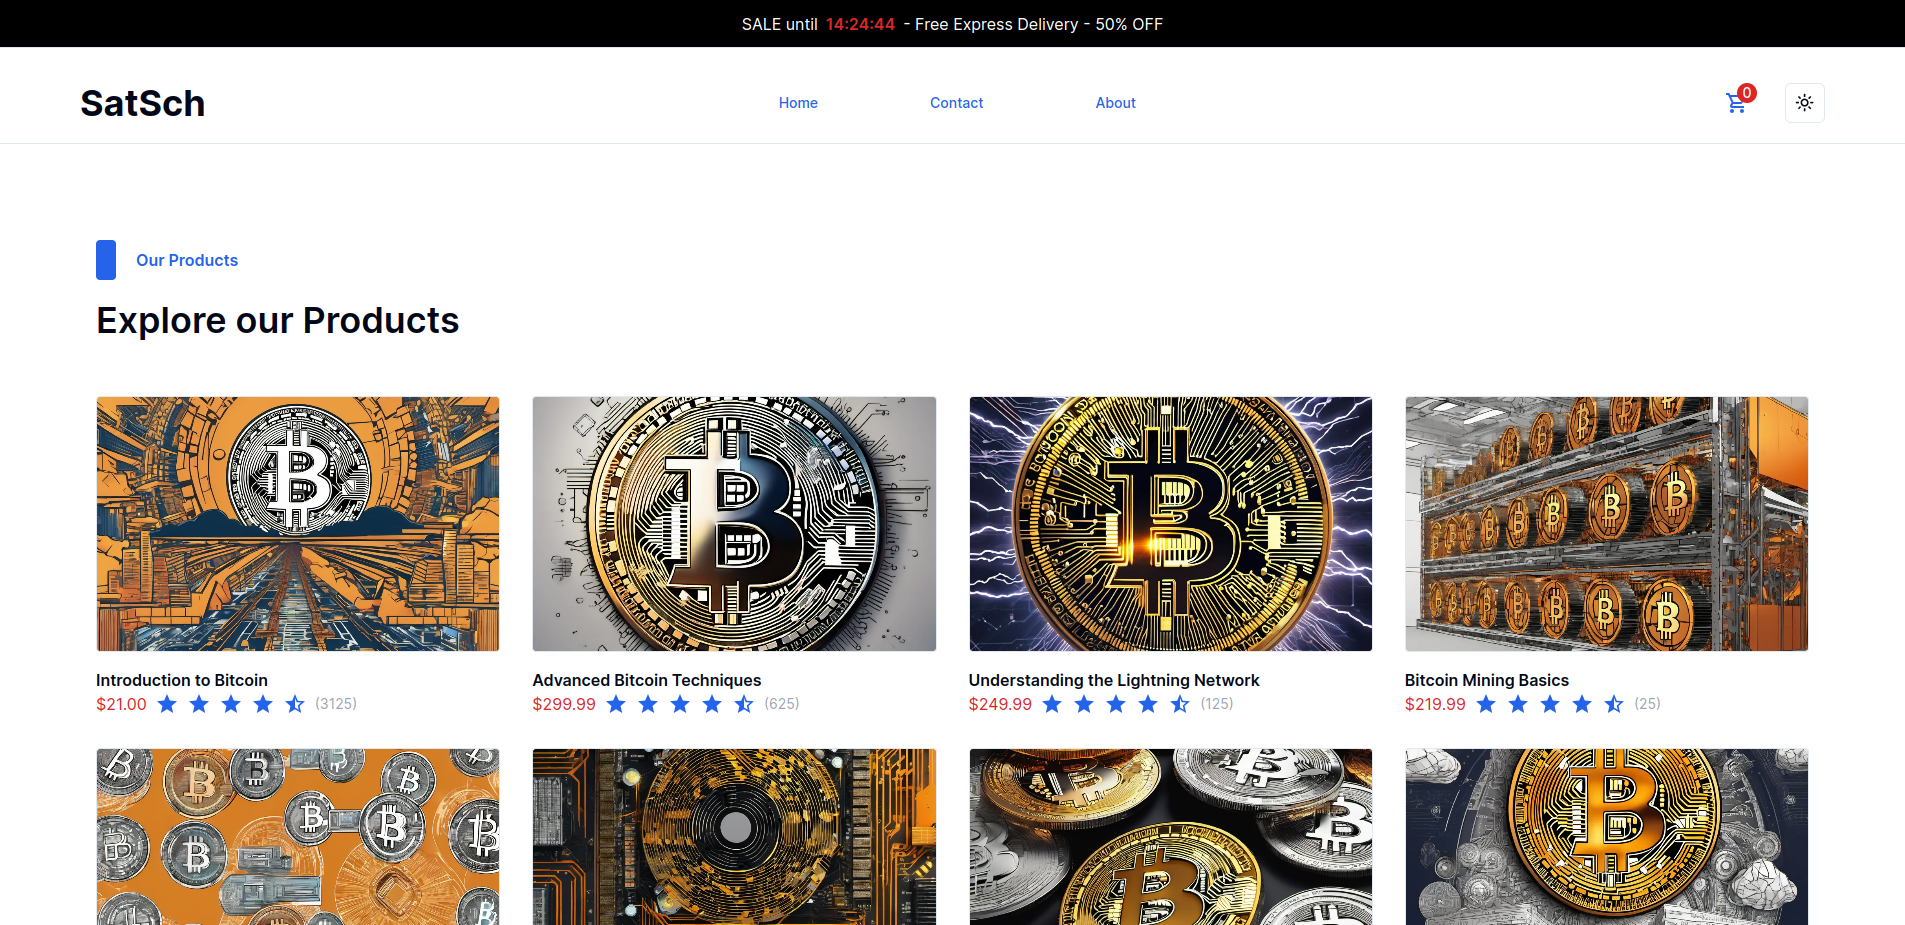 SALE until 14:24:44 - Free Express Delivery - 50% OFF
SatSch
Home Contact About
0
Our Products
Explore our Products
Introduction to Bitcoin
$21.00 (3125)
Advanced Bitcoin Techniques
$299.99 (625)
Understanding the Lightning Network
$249.99 (125)
Bitcoin Mining Basics
$219.99 (25)